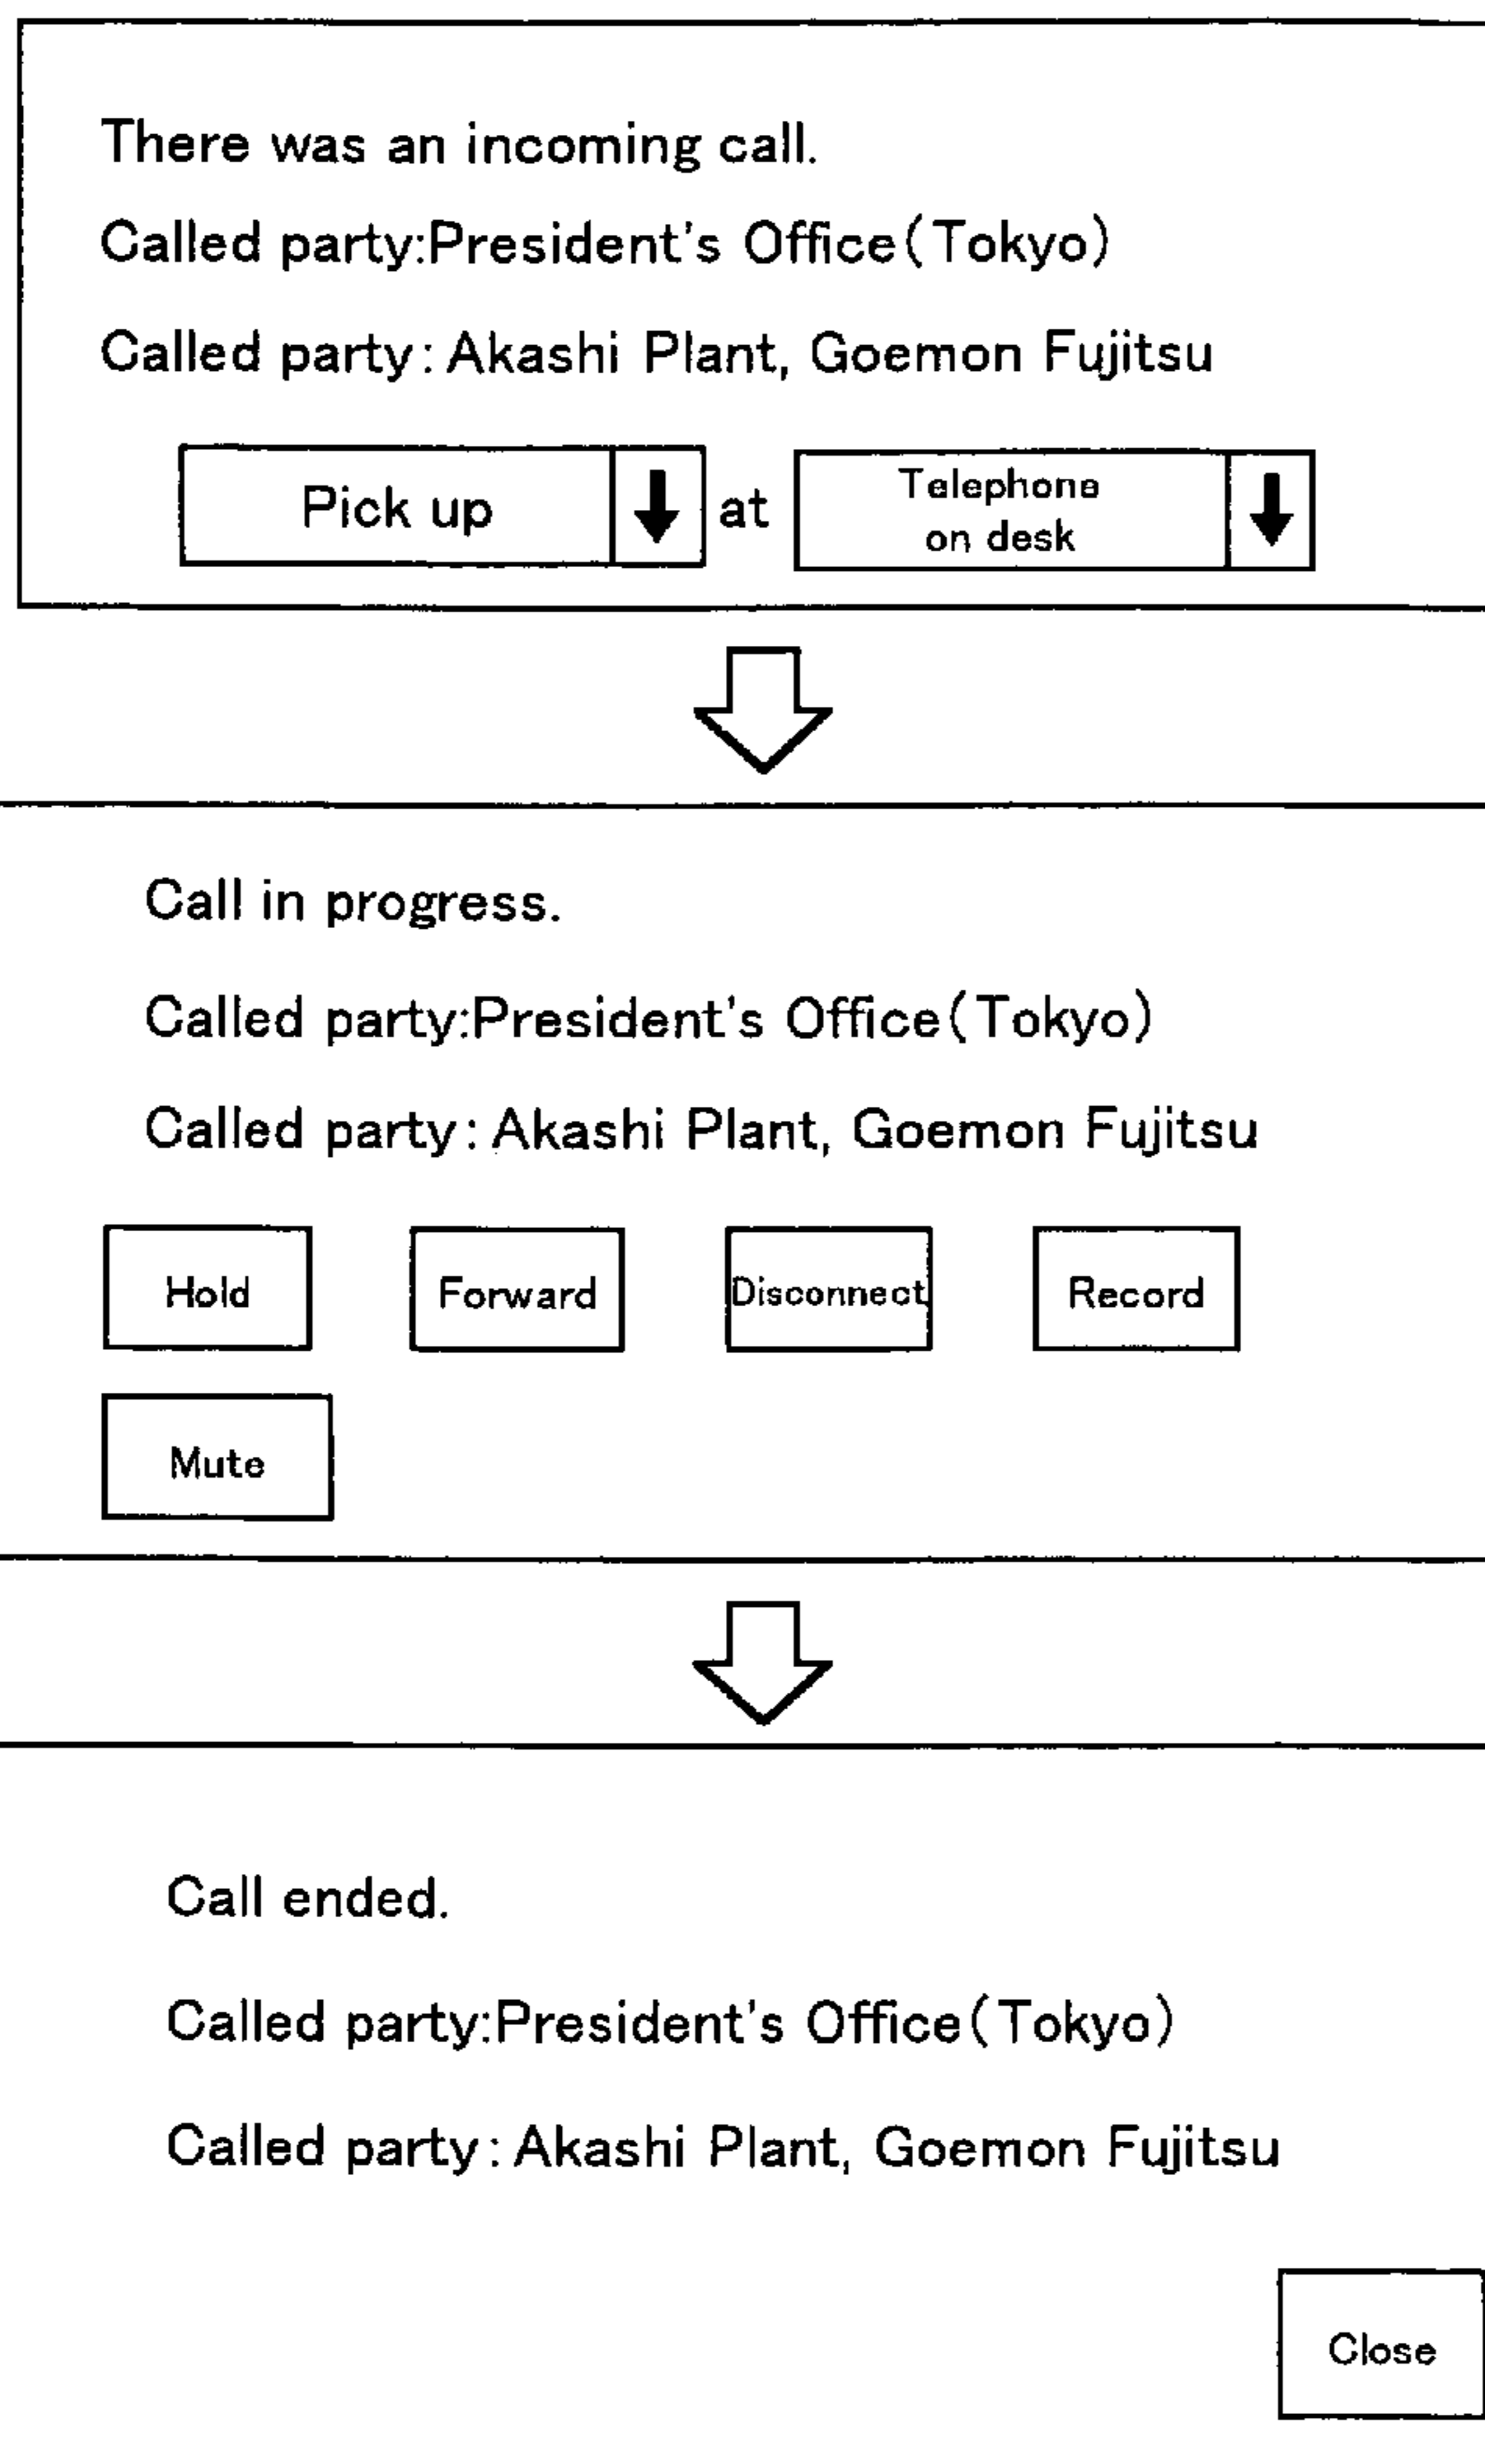 There was an incoming call.
Called party:President's Office(Tokyo)
Called party: Akashi Plant, Goemon Fujitsu
Pick up at Telephone
on desk
Call in progress.
Called party:President's Office(Tokyo)
Called party: Akashi Plant, Goemon Fujitsu
Hold Forward Disconnect Record
Mute
Call ended.
Called party:President's Office(Tokyo)
Called party: Akashi Plant, Goemon Fujitsu
Close